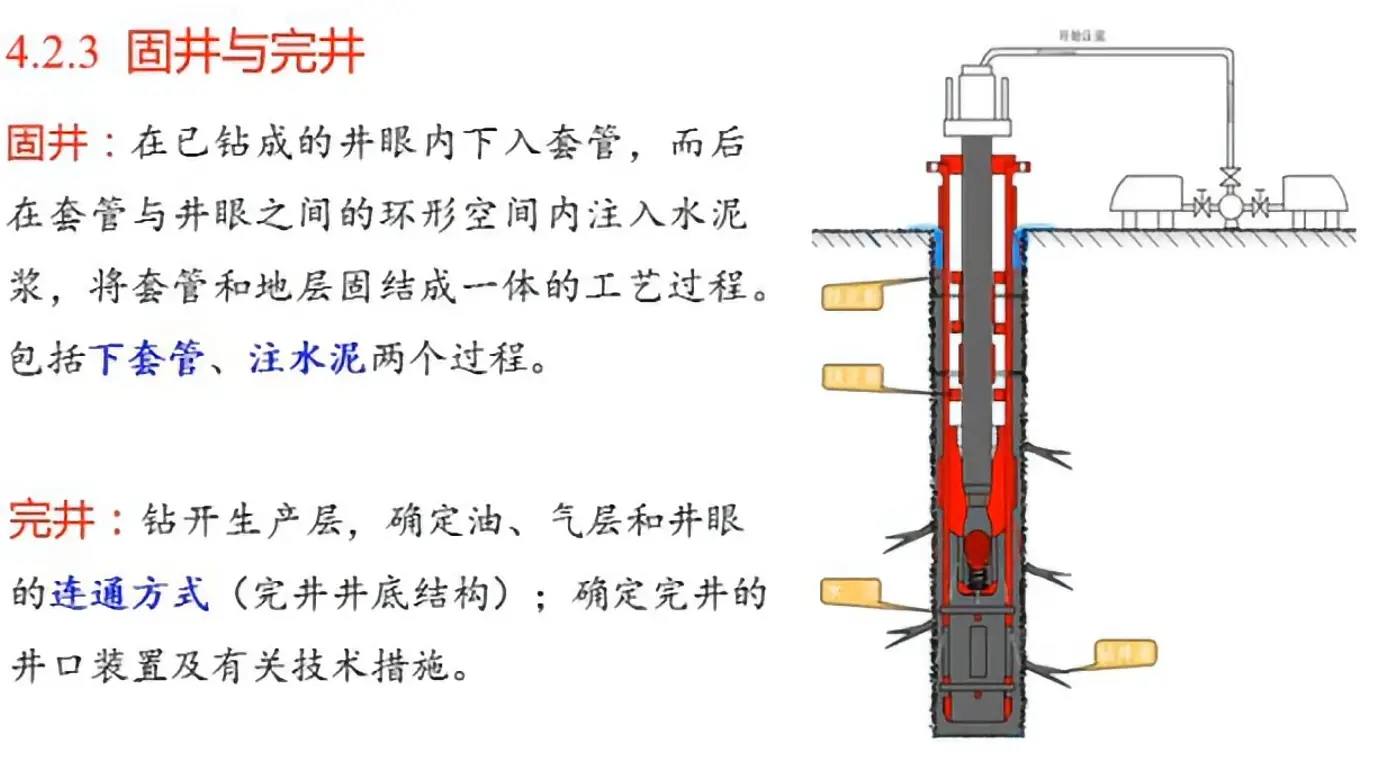 4.2.3 固井与完井
固井：在已钻成的井眼内下入套管，而后
在套管与井眼之间的环形空间内注入水泥
浆，将套管和地层固结成一体的工艺过程。
包括下套管、注水泥两个过程。
完井：钻开生产层，确定油、气层和井眼
的连通方式（完井井底结构）；确定完井的
井口装置及有关技术措施。